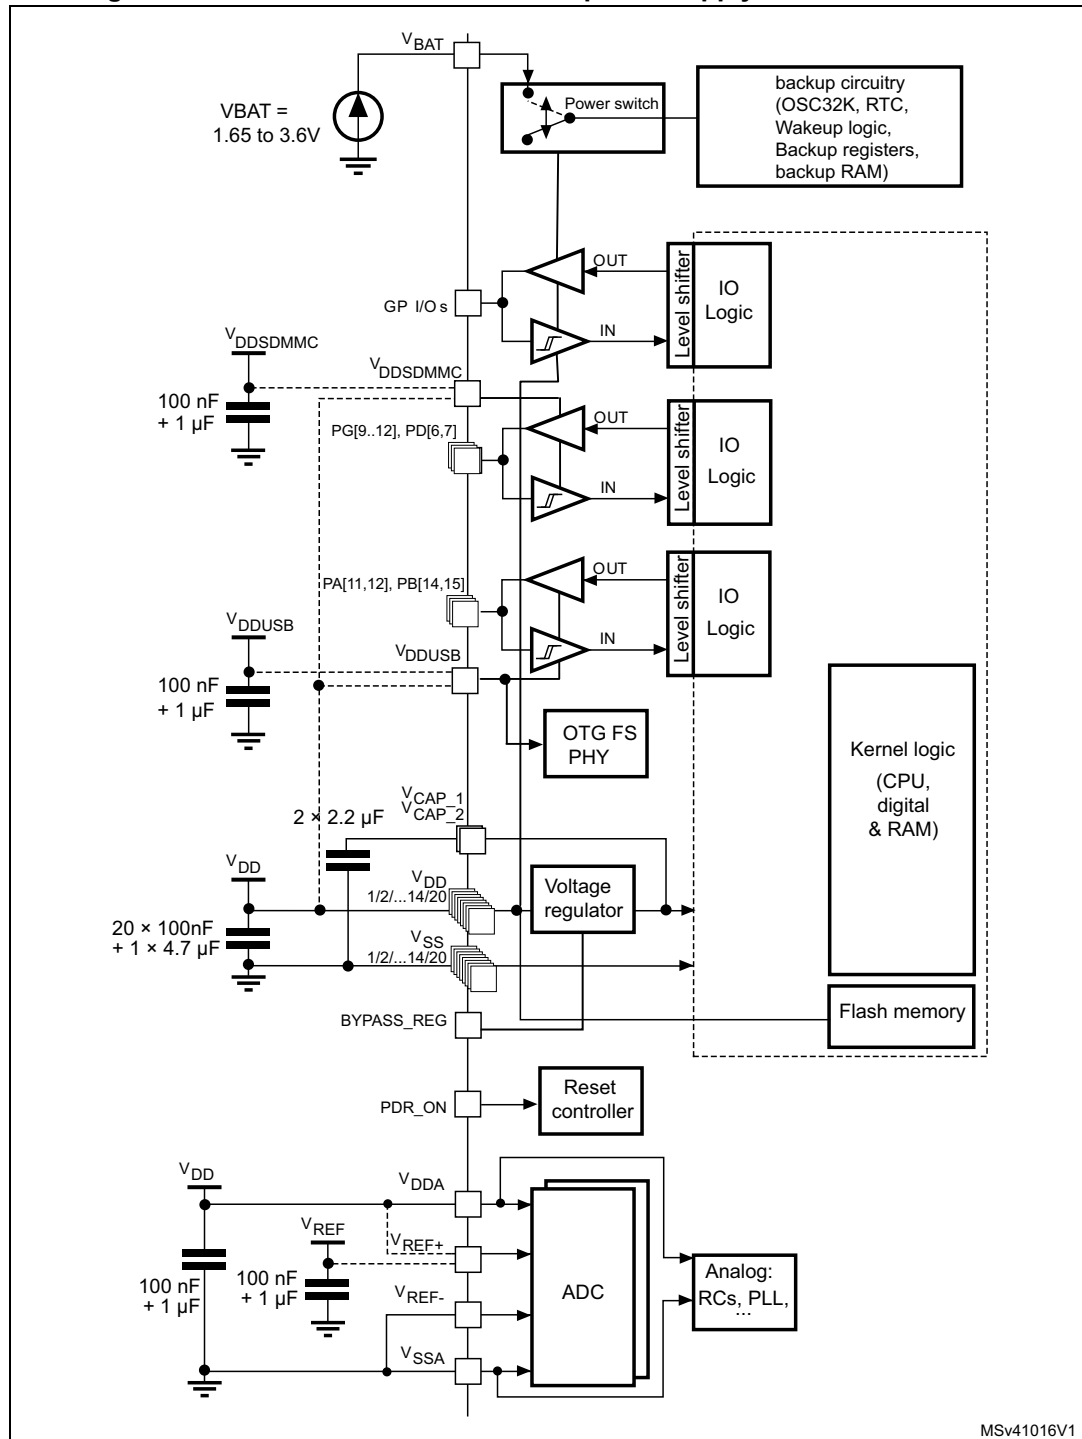 VBAT
VBAT =
1.65 to 3.6V
Power switch
backup circuitry
(OSC32K, RTC,
Wakeup logic,
Backup registers,
backup RAM)
OUT
GP I/Os
IN
Level shifter
IO
Logic
VDDSDMMC
VDDSDMMC
100 nF
+ 1 µF
PG[9..12], PD[6,7]
OUT
IN
Level shifter
IO
Logic
PA[11,12], PB[14,15]
OUT
IN
Level shifter
IO
Logic
VDDUSB
VDDUSB
100 nF
+ 1 µF
OTG FS
PHY
Kernel logic
(CPU,
digital
& RAM)
VCAP_1
VCAP_2
2 × 2.2 µF
VDD
VDD
1/2/...14/20
Voltage
regulator
20 × 100nF
+ 1 × 4.7 µF
VSS
1/2/...14/20
BYPASS_REG
Flash memory
PDR_ON
Reset
controller
VDD
VDDA
VREF
VREF+
100 nF
+ 1 µF
100 nF
+ 1 µF
VREF-
VSSA
ADC
Analog:
RCs, PLL,
...
MSv41016V1